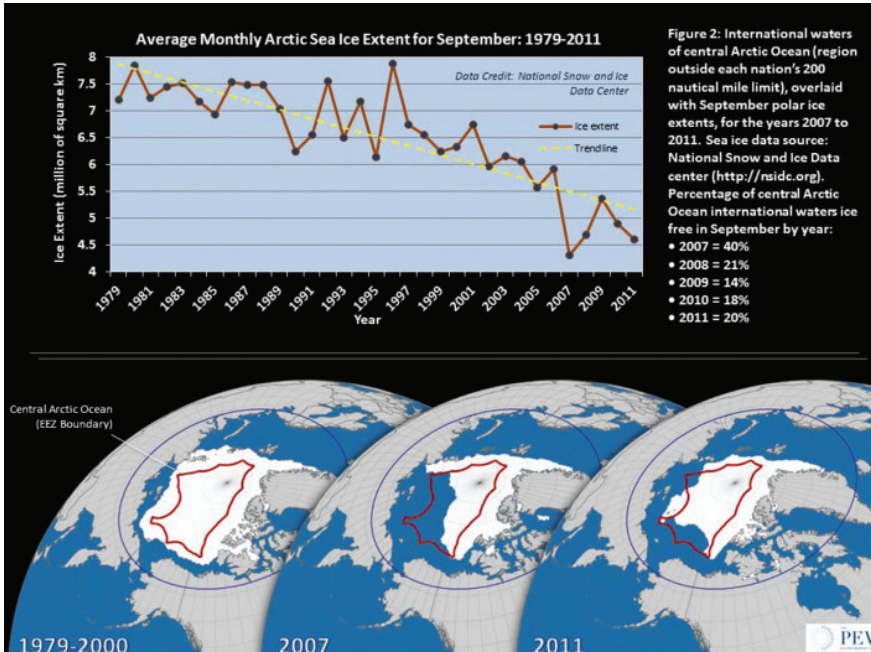 Average Monthly Arctic Sea Ice Extent for September: 1979-2011
Data Credit: National Snow and Ice
Data Center
Ice extent
Trendline
Ice Extent (million of square km)
8
7.5
7
6.5
6
5.5
5
4.5
4
1979
1981
1983
1985
1987
1989
1991
1993
1995
1997
1999
2001
2003
2005
2007
2009
2011
Year
Figure 2: International waters
of central Arctic Ocean (region
outside each nation's 200
nautical mile limit), overlaid
with September polar ice
extents, for the years 2007 to
2011. Sea ice data source:
National Snow and Ice Data
center (http://nsidc.org).
Percentage of central Arctic
Ocean international waters ice
free in September by year:
• 2007 = 40%
• 2008 = 21%
• 2009 = 14%
• 2010 = 18%
• 2011 = 20%
Central Arctic Ocean
(EEZ Boundary)
1979-2000
2007
2011
THE
PEW